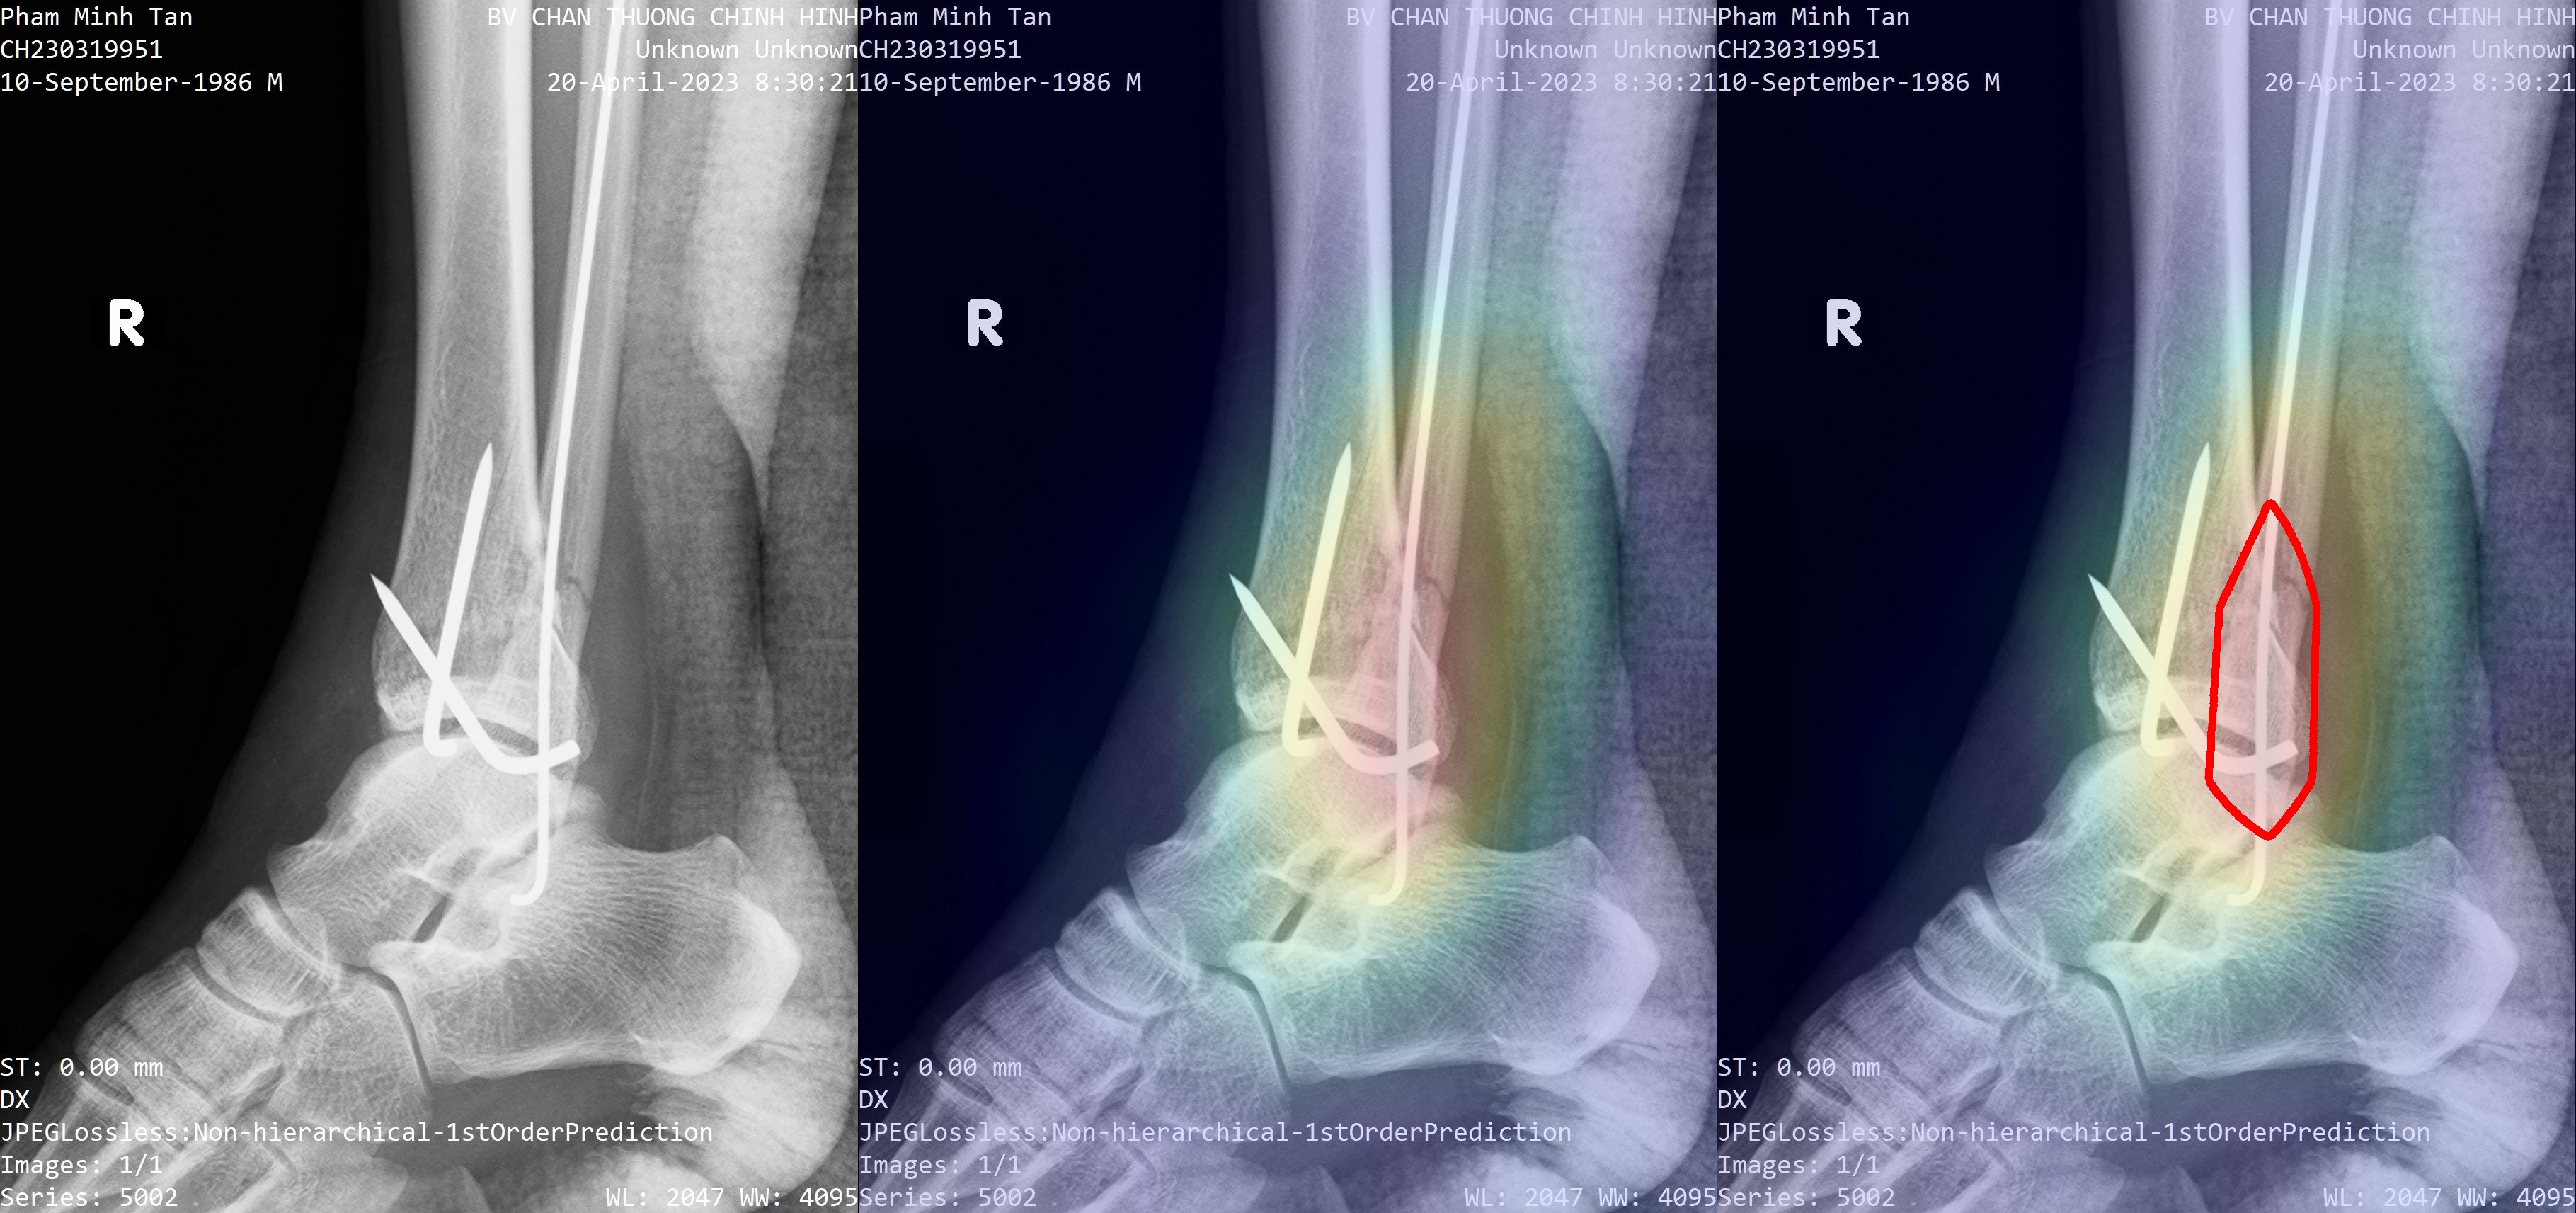 Pham Minh Tan
CH230319951
10-September-1986 M
BV CHAN THUONG CHINH HINH
Unknown Unknown
20-April-2023 8:30:21
R
ST: 0.00 mm
DX
JPEGLossless:Non-hierarchical-1stOrderPrediction
Images: 1/1
Series: 5002
WL: 2047 WW: 4095
Pham Minh Tan
CH230319951
10-September-1986 M
BV CHAN THUONG CHINH HINH
Unknown Unknown
20-April-2023 8:30:21
R
ST: 0.00 mm
DX
JPEGLossless:Non-hierarchical-1stOrderPrediction
Images: 1/1
Series: 5002
WL: 2047 WW: 4095
Pham Minh Tan
CH230319951
10-September-1986 M
BV CHAN THUONG CHINH HINH
Unknown Unknown
20-April-2023 8:30:21
R
ST: 0.00 mm
DX
JPEGLossless:Non-hierarchical-1stOrderPrediction
Images: 1/1
Series: 5002
WL: 2047 WW: 4095